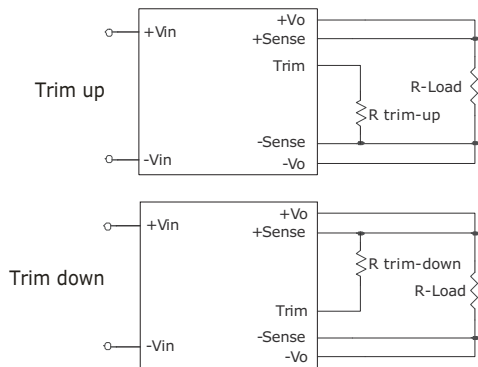 +Vo
+Vin
+Sense
Trim
Trim up
R-Load
R trim-up
-Sense
-Vin
-Vo
+Vo
+Vin
+Sense
R trim-down
Trim down
R-Load
Trim
-Sense
-Vin
-Vo